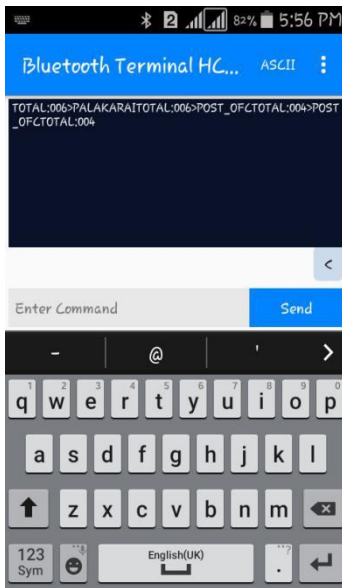 2 82% 5:56 PM
Bluetooth Terminal HC... ASCII
TOTAL:006>PALAKARAITOTAL:006>POST_OFCTOTAL:004>POST
_OFCTOTAL:004
<
Enter Command Send
- @ ' >
1 2 3 4 5 6 7 8 9 0
q w e r t y u i o p
a s d f g h j k l
z x c v b n m
123 English(UK) . ,,?
Sym